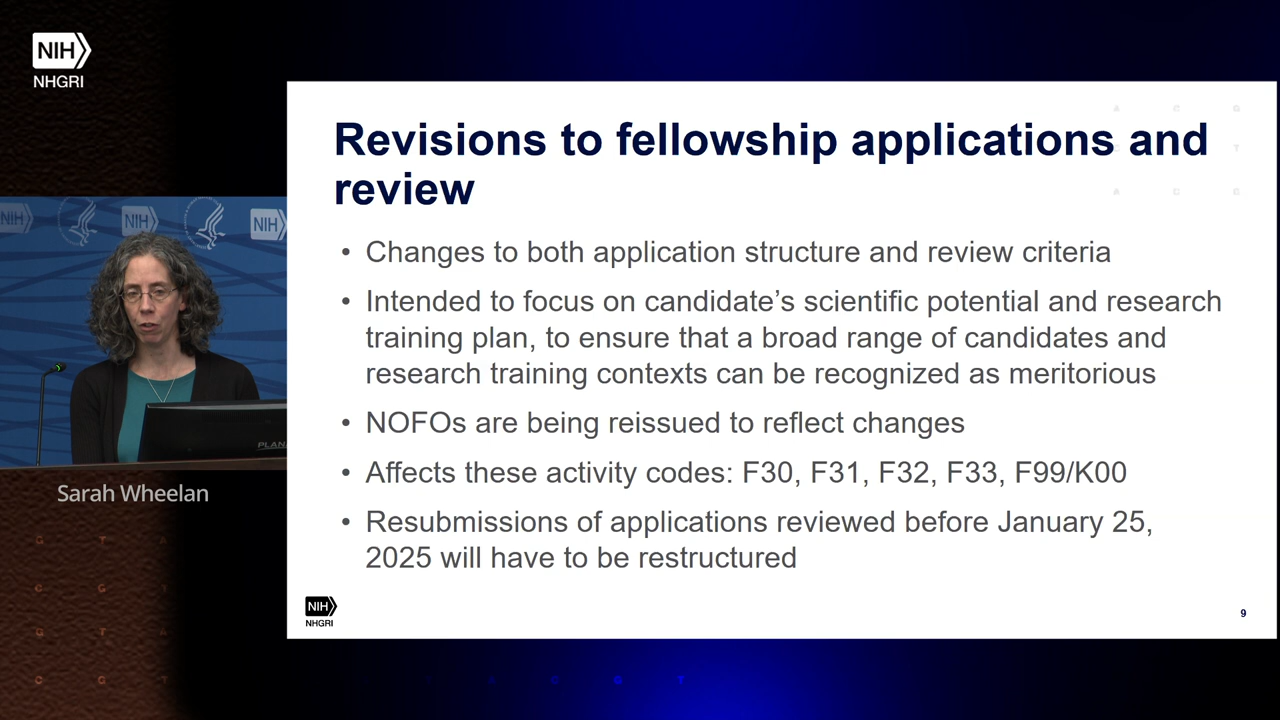 NIH
NHGRI
Revisions to fellowship applications and
review
• Changes to both application structure and review criteria
• Intended to focus on candidate’s scientific potential and research
training plan, to ensure that a broad range of candidates and
research training contexts can be recognized as meritorious
• NOFOs are being reissued to reflect changes
• Affects these activity codes: F30, F31, F32, F33, F99/K00
• Resubmissions of applications reviewed before January 25,
2025 will have to be restructured
NIH
NHGRI
9
NIH
NIH
NIH
PLAN
Sarah Wheelan